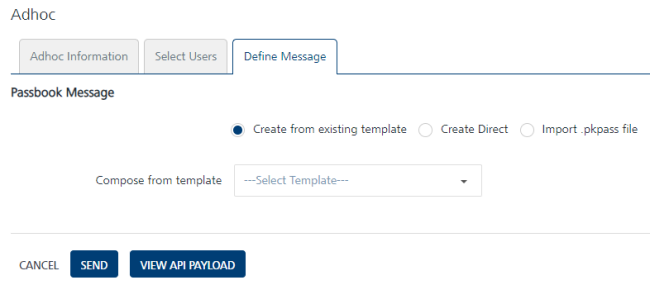 Adhoc
Adhoc Information Select Users Define Message
Passbook Message
Create from existing template Create Direct Import .pkpass file
Compose from template ---Select Template---
CANCEL SEND VIEW API PAYLOAD